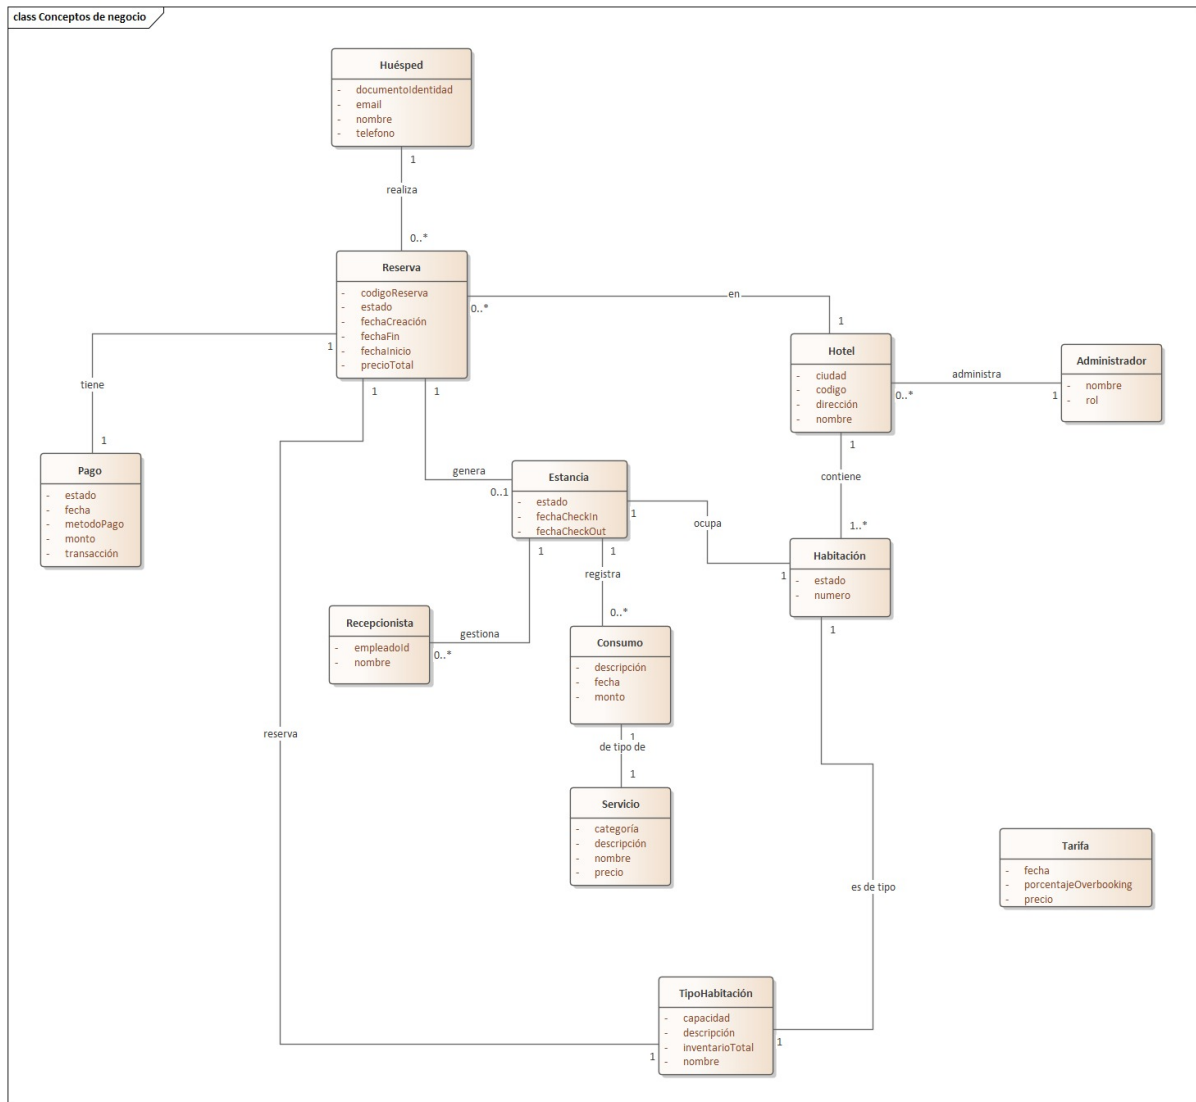 class Conceptos de negocio
Huésped
- documentoIdentidad
- email
- nombre
- telefono
1
realiza
0..*
Reserva
- codigoReserva
- estado
- fechaCreación
- fechaFin
- fechaInicio
- precioTotal
0..*
en
1
Hotel
- ciudad
- codigo
- dirección
- nombre
0..*
administra
1
Administrador
- nombre
- rol
1
tiene
1
Pago
- estado
- fecha
- metodoPago
- monto
- transacción
1
1
genera
0..1
Estancia
- estado
- fechaCheckIn
- fechaCheckOut
1
ocupa
1
1
contiene
1..*
Habitación
- estado
- numero
1
1
gestiona
0..*
Recepcionista
- empleadoId
- nombre
1
registra
0..*
Consumo
- descripción
- fecha
- monto
1
de tipo de
1
Servicio
- categoría
- descripción
- nombre
- precio
reserva
es de tipo
Tarifa
- fecha
- porcentajeOverbooking
- precio
TipoHabitación
- capacidad
- descripción
- inventarioTotal
- nombre
1
1